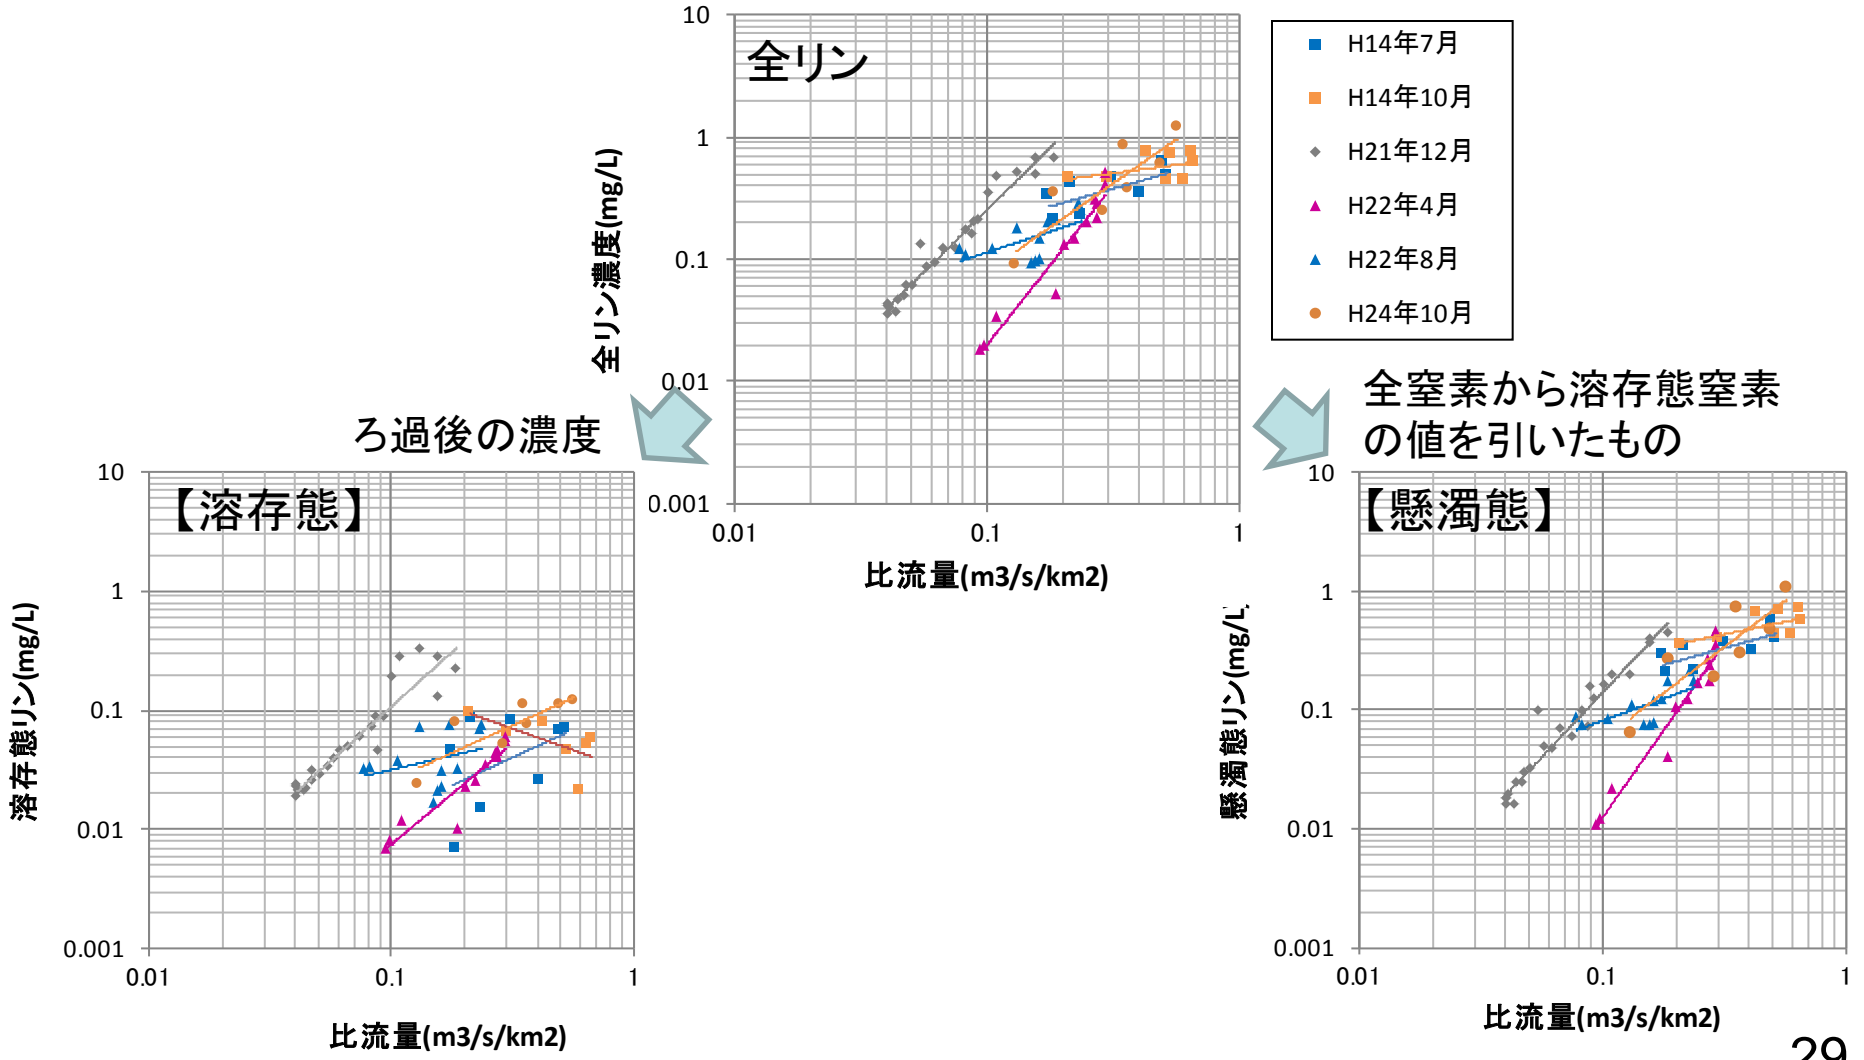 全リン
10
1
0.1
0.01
0.001
0.01
0.1
1
全リン濃度(mg/L)
比流量(m3/s/km2)
H14年7月
H14年10月
H21年12月
H22年4月
H22年8月
H24年10月
ろ過後の濃度
全窒素から溶存態窒素
の値を引いたもの
【溶存態】
10
1
0.1
0.01
0.001
0.01
0.1
1
溶存態リン(mg/L)
比流量(m3/s/km2)
【懸濁態】
10
1
0.1
0.01
0.001
0.01
0.1
1
懸濁態リン(mg/L
比流量(m3/s/km2)
29